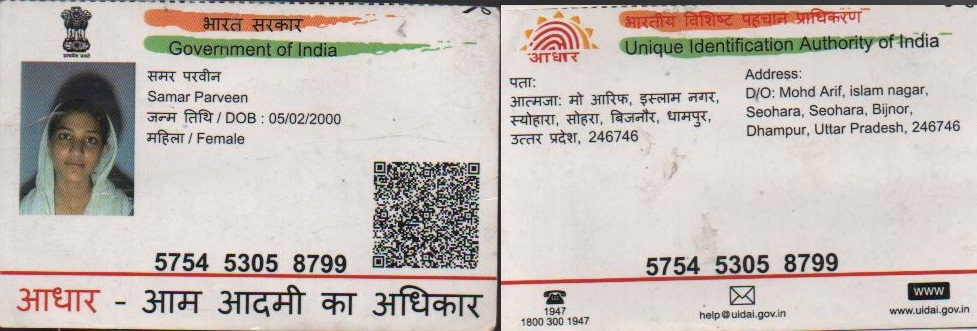 भारत सरकार
Government of India
समर परवीन
Samar Parveen
जन्म तिथि / DOB : 05/02/2000
महिला / Female
5754 5305 8799
आधार - आम आदमी का अधिकार
भारतीय विशिष्ट पहचान प्राधिकरण
Unique Identification Authority of India
आधार
पता:
आत्मजा: मो आरिफ, इस्लाम नगर,
स्योहारा, सोहरा, बिजनौर, धामपुर,
उत्तर प्रदेश, 246746
Address:
D/O: Mohd Arif, islam nagar,
Seohara, Seohara, Bijnor,
Dhampur, Uttar Pradesh, 246746
5754 5305 8799
1947
1800 300 1947
help@uidai.gov.in
www
www.uidai.gov.in